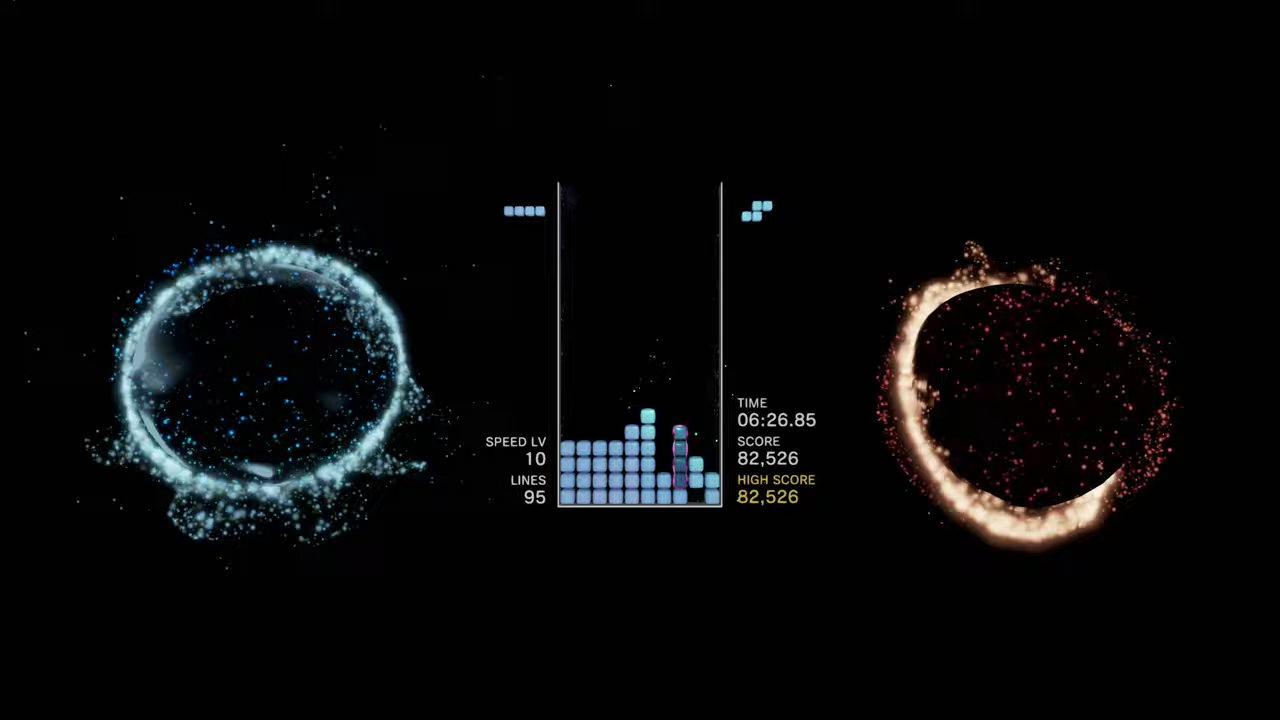 SPEED LV
10
LINES
95
TIME
06:26.85
SCORE
82,526
HIGH SCORE
82,526